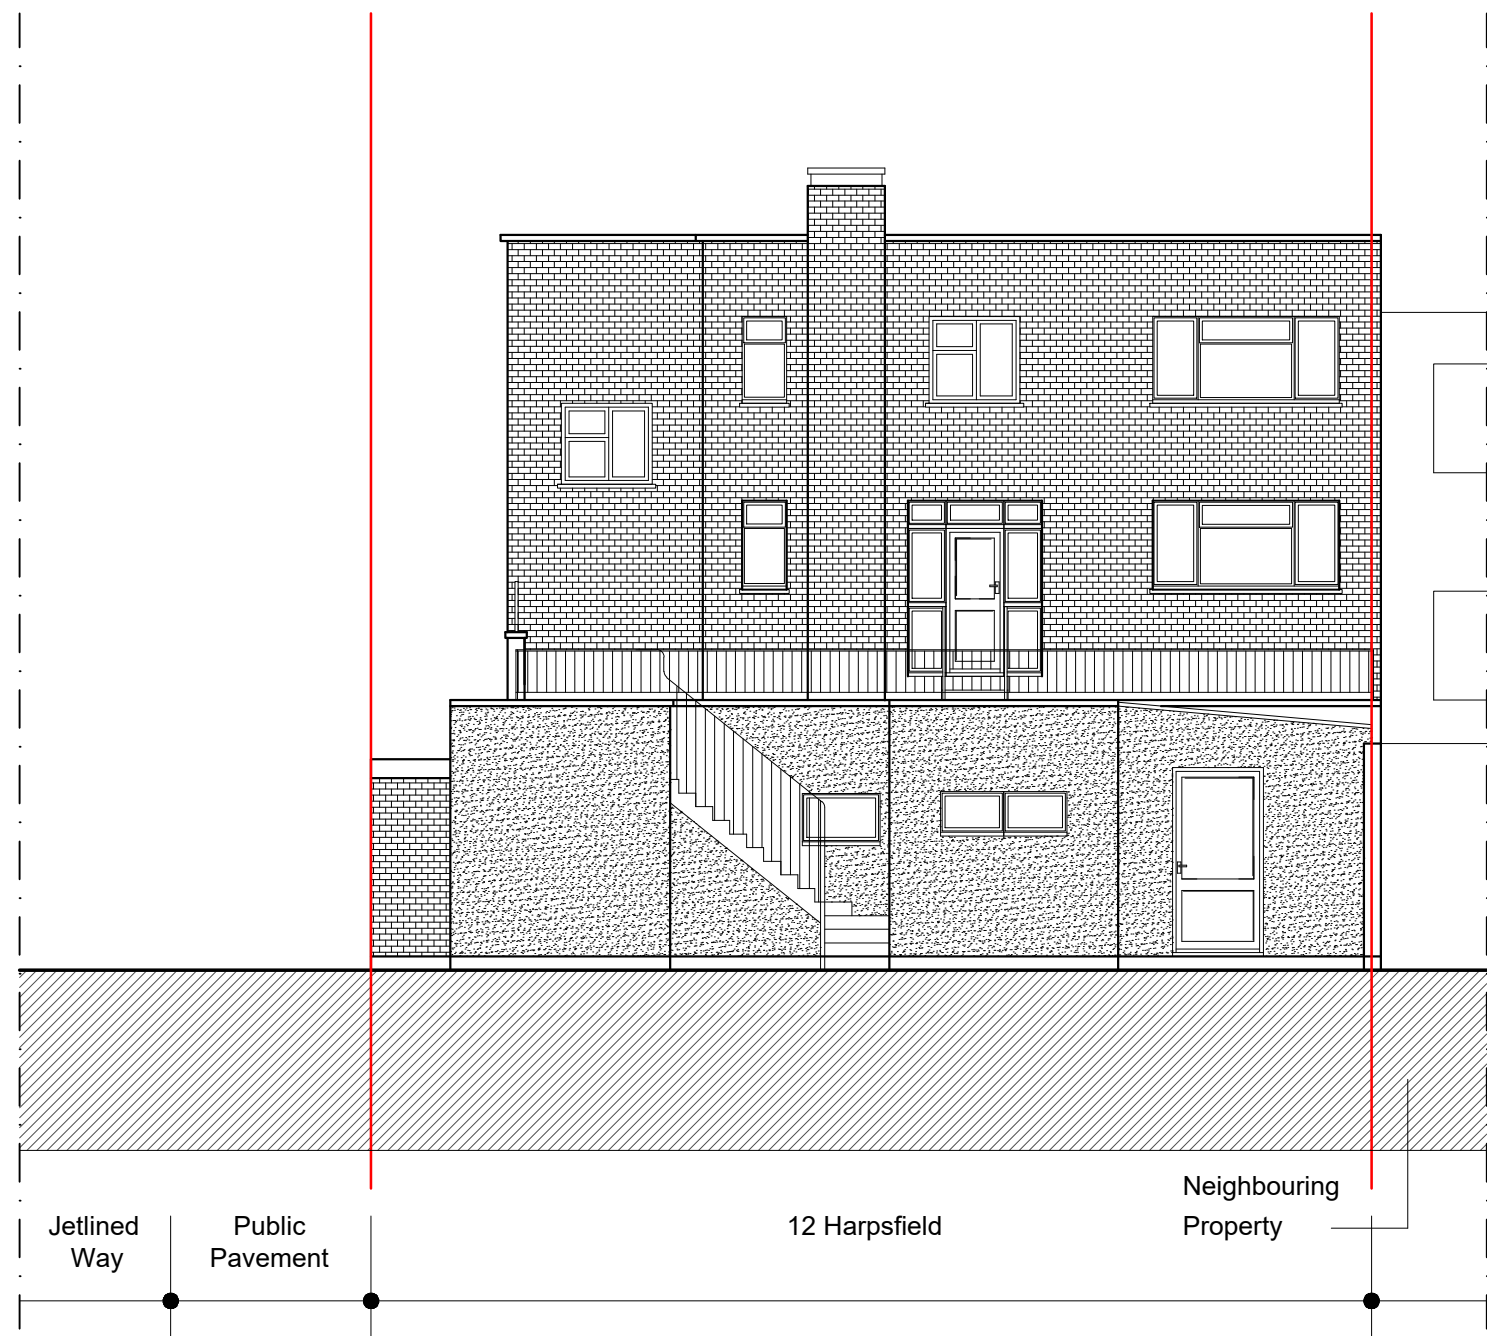 Jetlined
Way
Public
Pavement
12 Harpsfield
Neighbouring
Property